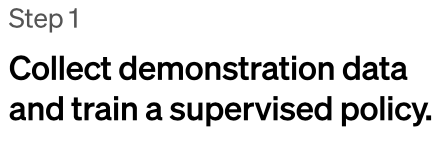 Step 1
Collect demonstration data
and train a supervised policy.